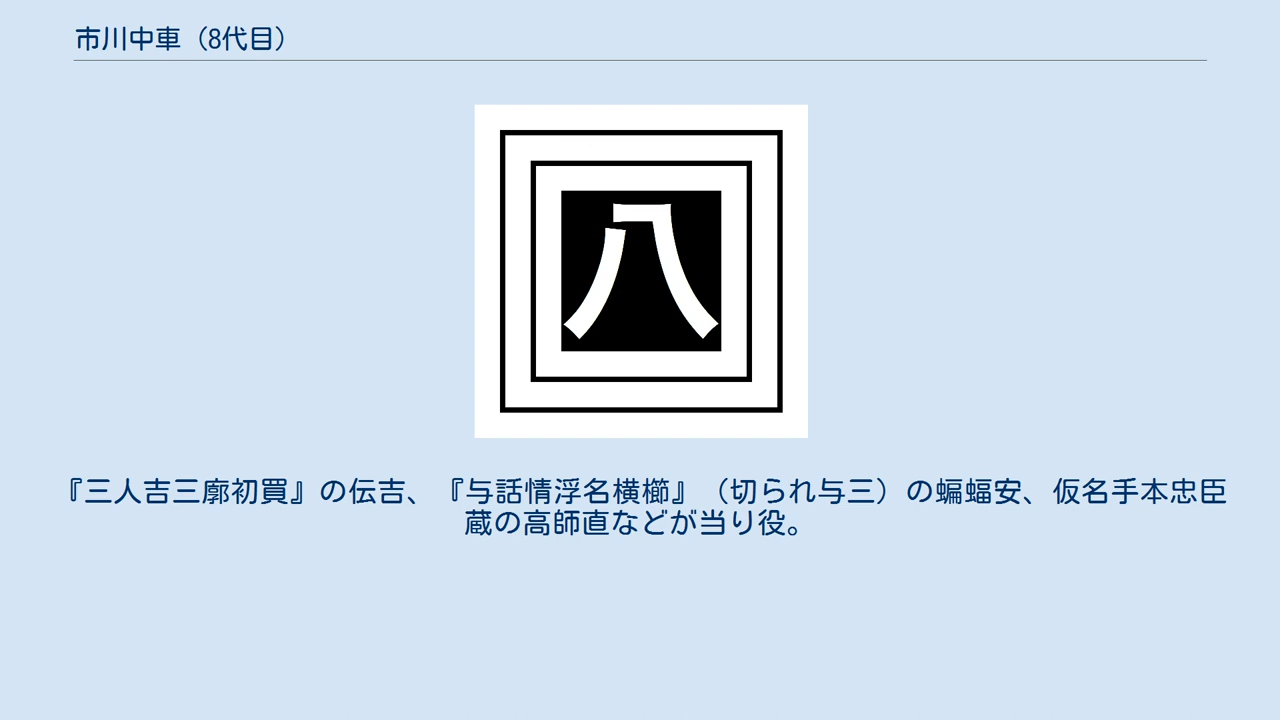 市川中車（8代目）
八
『三人吉三廓初買』の伝吉、『与話情浮名横櫛』（切られ与三）の蝙蝠安、仮名手本忠臣
蔵の高師直などが当り役。